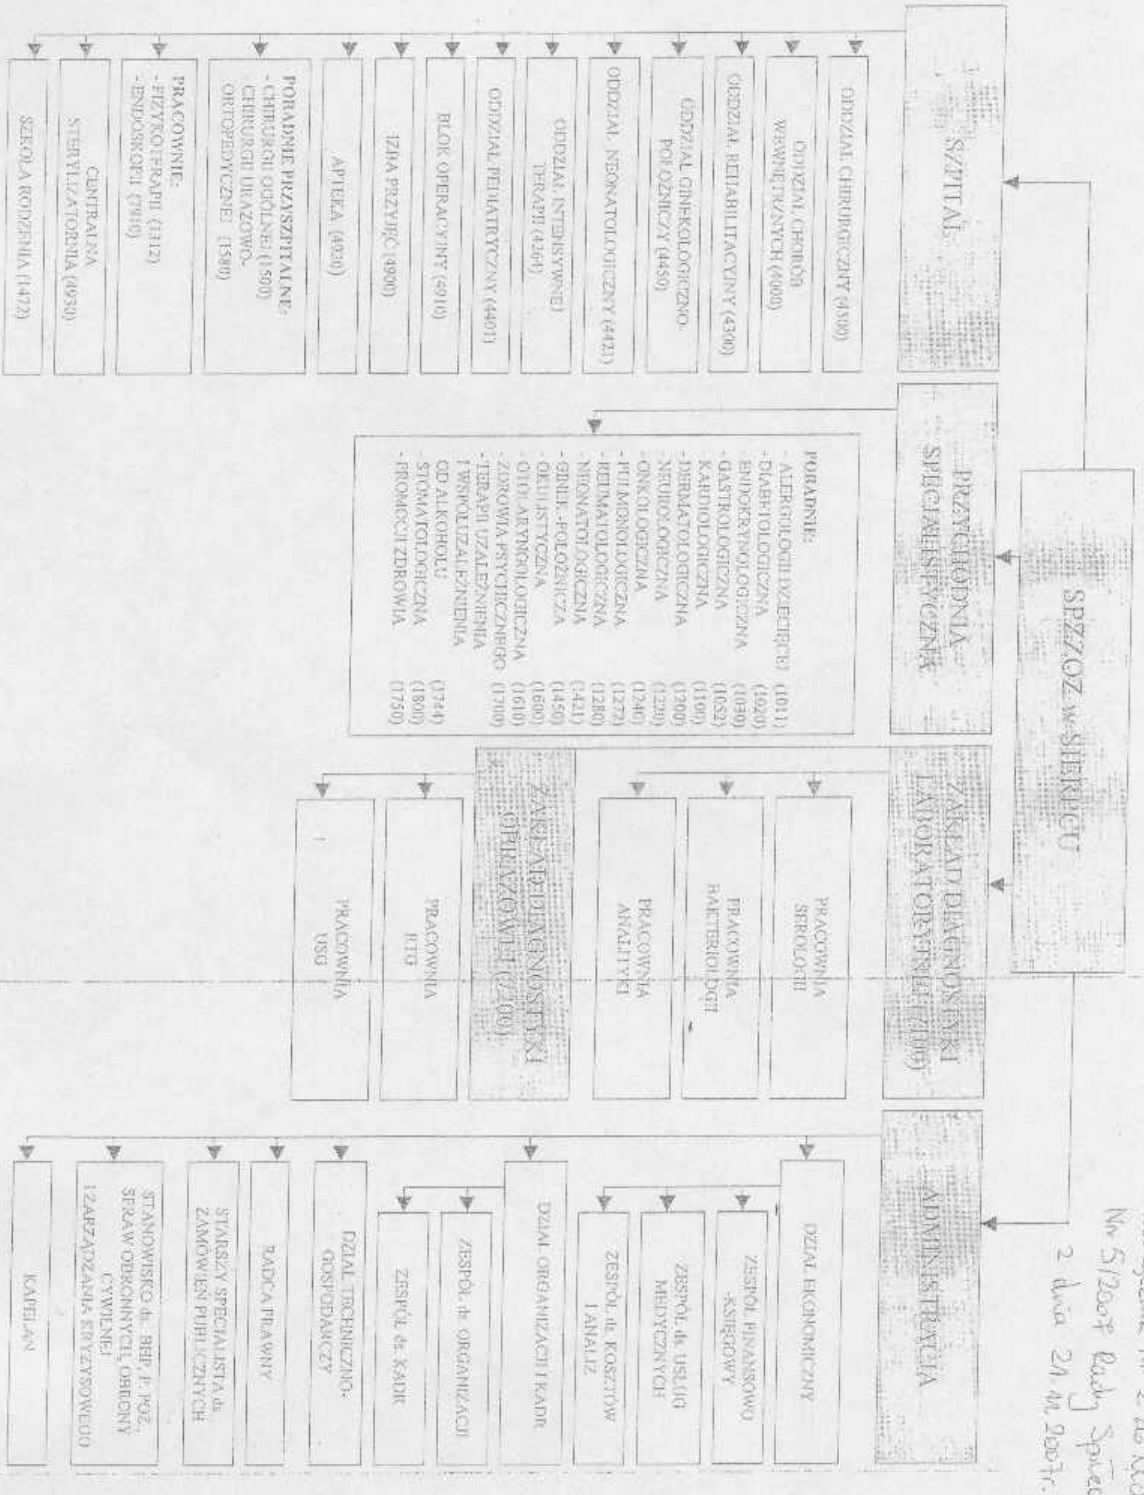 Nr 5/2007 Rady
z dnia 2007r.
SPZZOZ w SIERPCU
SZPITAL
ODDZIAŁ CHIRURGICZNY (4500)
ODDZIAŁ CHORÓB
WEWNĘTRZNYCH (4000)
ODDZIAŁ REHABILITACYJNY (4300)
ODDZIAŁ GINEKOLOGICZNO-
POŁOŻNICZY (4450)
ODDZIAŁ NEONATOLOGICZNY (4421)
ODDZIAŁ INTENSYWNEJ
TERAPII (4264)
ODDZIAŁ PEDIATRYCZNY (4401)
BLOK OPERACYJNY (4910)
IZBA PRZYJĘĆ (4900)
APTEKA (4920)
PORADNIE PRZYSZPITALNE:
- CHIRURGII OGÓLNEJ (1500)
- CHIRURGII URAZOWO-
ORTOPEDYCZNEJ (1580)
PRACOWNIE:
- FIZYKOTERAPII (1312)
- ENDOSKOPII (7910)
CENTRALNA
STERYLIZATORNIA (4950)
SZKOŁA RODZENIA (1472)
PRZYCHODNIA
SPECJALISTYCZNA
PORADNIE:
- ALERGOLOGII DZIECIĘCEJ (1011)
- DIABETOLOGICZNA (1020)
- ENDOKRYNOLOGICZNA (1030)
- GASTROLOGICZNA (1052)
KARDIOLOGICZNA (1100)
- DERMATOLOGICZNA (1200)
- NEUROLOGICZNA (1220)
- ONKOLOGICZNA (1240)
- PULMONOLOGICZNA (1272)
- REUMATOLOGICZNA (1280)
- NEONATOLOGICZNA (1421)
- GINEK.-POŁOŻNICZA (1450)
- OKULISTYCZNA (1600)
- OTOLARYNGOLOGICZNA (1610)
- ZDROWIA PSYCHICZNEGO (1700)
- TERAPII UZALEŻNIENIA
I WSPÓŁUZALEŻNIENIA
OD ALKOHOLU (1744)
- STOMATOLOGICZNA (1800)
- PROMOCJI ZDROWIA (1750)
ZAKŁAD DIAGNOSTYKI
LABORATORYJNEJ (7100)
PRACOWNIA
SEROLOGII
PRACOWNIA
BAKTERIOLOGII
PRACOWNIA
ANALITYKI
ZAKŁAD DIAGNOSTYKI
OBRAZOWEJ (7200)
PRACOWNIA
RTG
PRACOWNIA
USG
ADMINISTRACJA
DZIAŁ EKONOMICZNY
ZESPÓŁ FINANSOWO
-KSIĘGOWY
ZESPÓŁ ds USŁUG
MEDYCZNYCH
ZESPÓŁ ds KOSZTÓW
I ANALIZ
DZIAŁ ORGANIZACJI I KADR
ZESPÓŁ ds ORGANIZACJI
ZESPÓŁ ds KADR
DZIAŁ TECHNICZNO-
GOSPODARCZY
RADCA PRAWNY
STARSZY SPECJALISTA ds
ZAMÓWIEŃ PUBLICZNYCH
STANOWISKO ds. BHP, P. POŻ.,
SPRAW OBRONNYCH, OBRONY
CYWILNEJ
I ZARZĄDZANIA KRYZYSOWEGO
KAPELAN